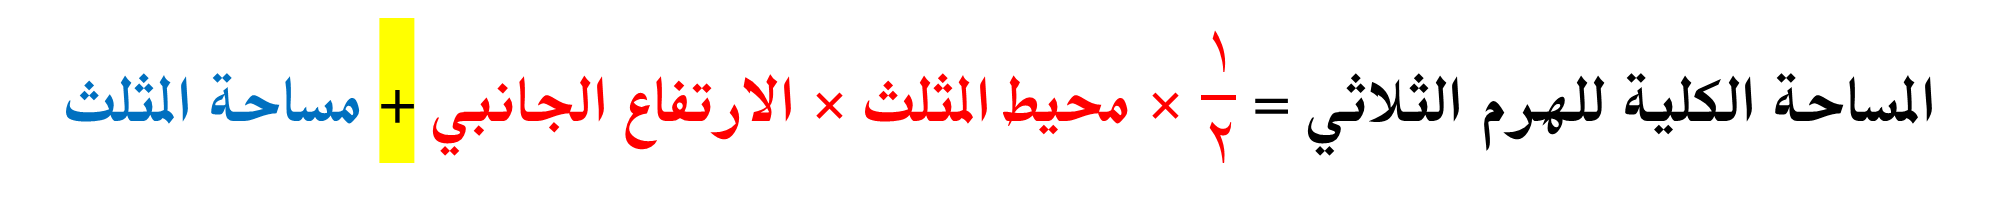 المساحة الكلية للهرم الثلاثي = ١/٢ × محيط المثلث × الارتفاع الجانبي + مساحة المثلث